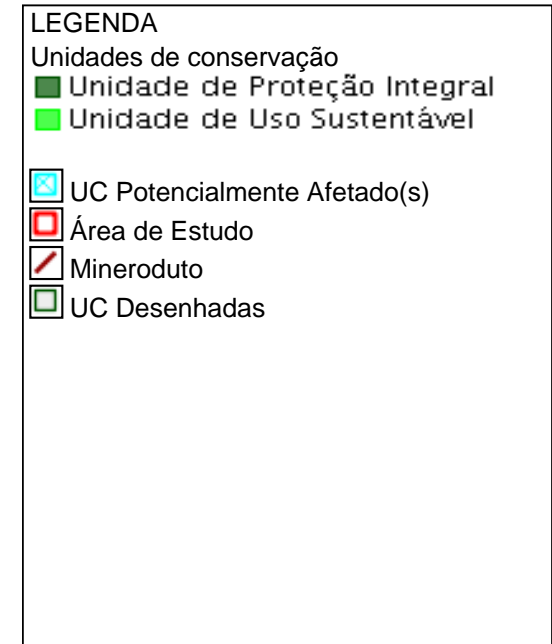 LEGENDA
Unidades de conservação
Unidade de Proteção Integral
Unidade de Uso Sustentável
UC Potencialmente Afetado(s)
Área de Estudo
Mineroduto
UC Desenhadas